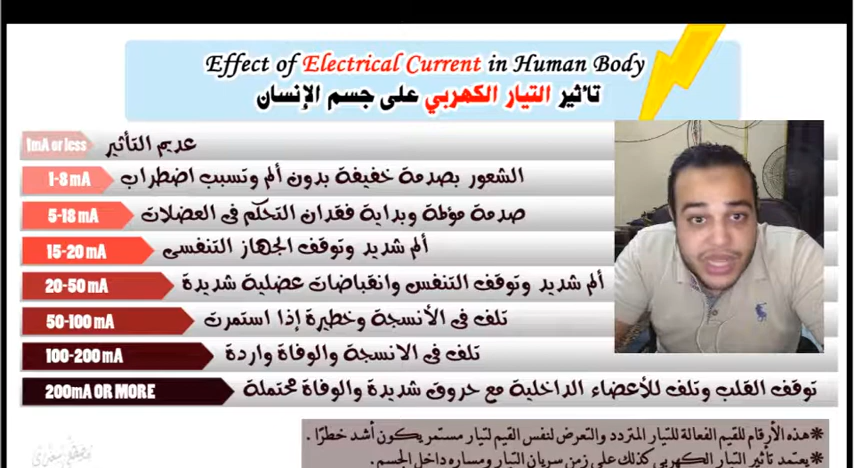 Effect of Electrical Current in Human Body
تأثير التيار الكهربي على جسم الإنسان
1mA or less عديم التأثير
1-8 mA الشعور بصدمة خفيفة بدون ألم وتسبب اضطراب
5-18 mA صدمة مؤلمة وبداية فقدان التحكم فى العضلات
15-20 mA ألم شديد وتوقف الجهاز التنفسى
20-50 mA ألم شديد وتوقف التنفس وانقباضات عضلية شديدة
50-100 mA تلف فى الأنسجة وخطيرة إذا استمرت
100-200 mA تلف فى الانسجة والوفاة واردة
200mA OR MORE توقف القلب وتلف للأعضاء الداخلية مع حروق شديدة والوفاة محتملة
*هذه الأرقام للقيم الفعالة للتيار المتردد والتعرض لنفس القيم لتيار مستمر يكون أشد خطرًا .
*يعتمد تأثير التيار الكهربي كذلك على زمن سريان التيار ومساره داخل الجسم.